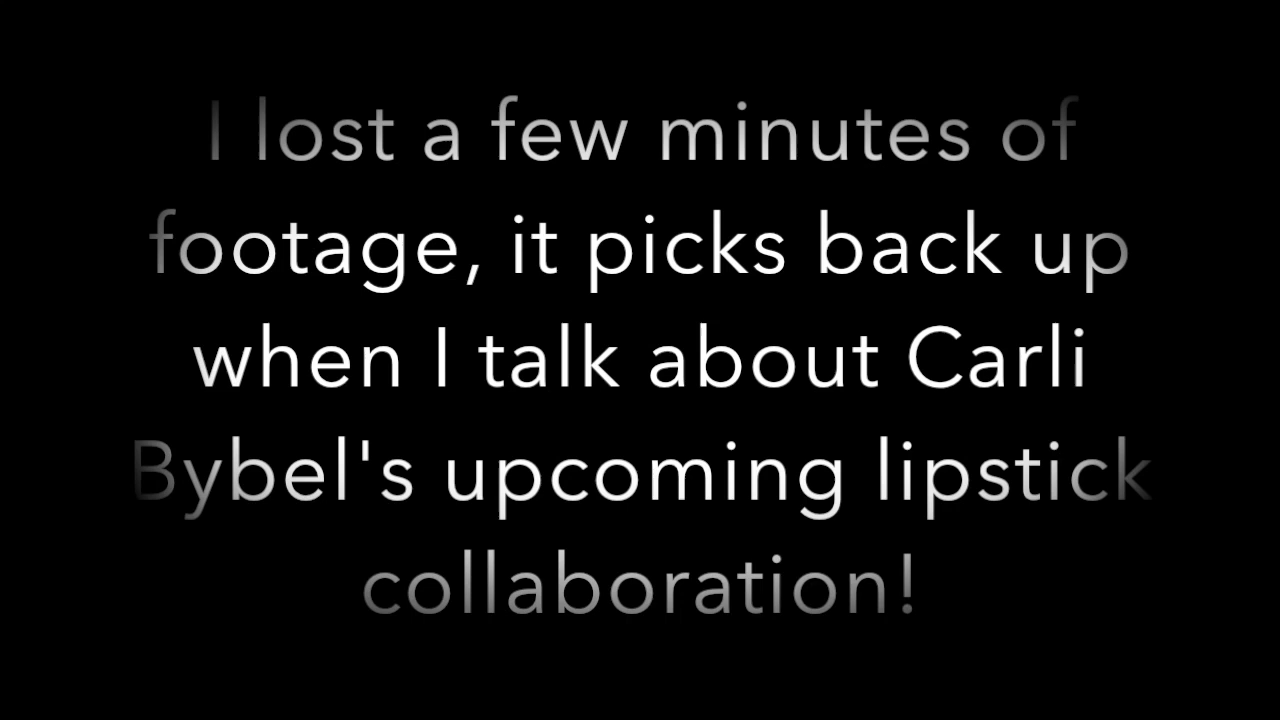 I lost a few minutes of
footage, it picks back up
when I talk about Carli
Bybel's upcoming lipstick
collaboration!